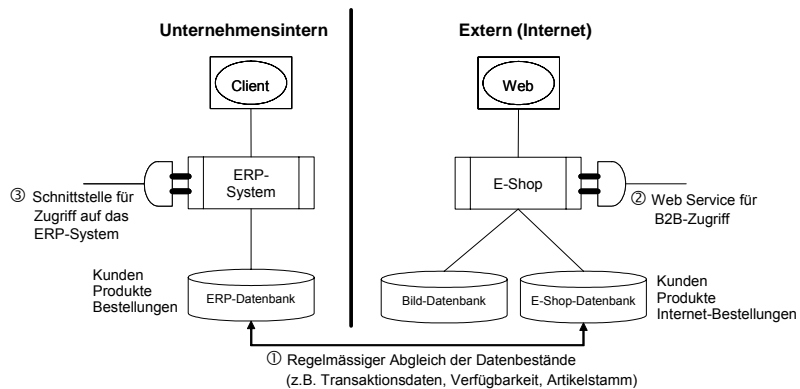 Unternehmensintern
Extern (Internet)
Client
Web
ERP-
System
E-Shop
③ Schnittstelle für
Zugriff auf das
ERP-System
② Web Service für
B2B-Zugriff
Kunden
Produkte
Bestellungen
ERP-Datenbank
Bild-Datenbank
E-Shop-Datenbank
Kunden
Produkte
Internet-Bestellungen
① Regelmässiger Abgleich der Datenbestände
(z.B. Transaktionsdaten, Verfügbarkeit, Artikelstamm)